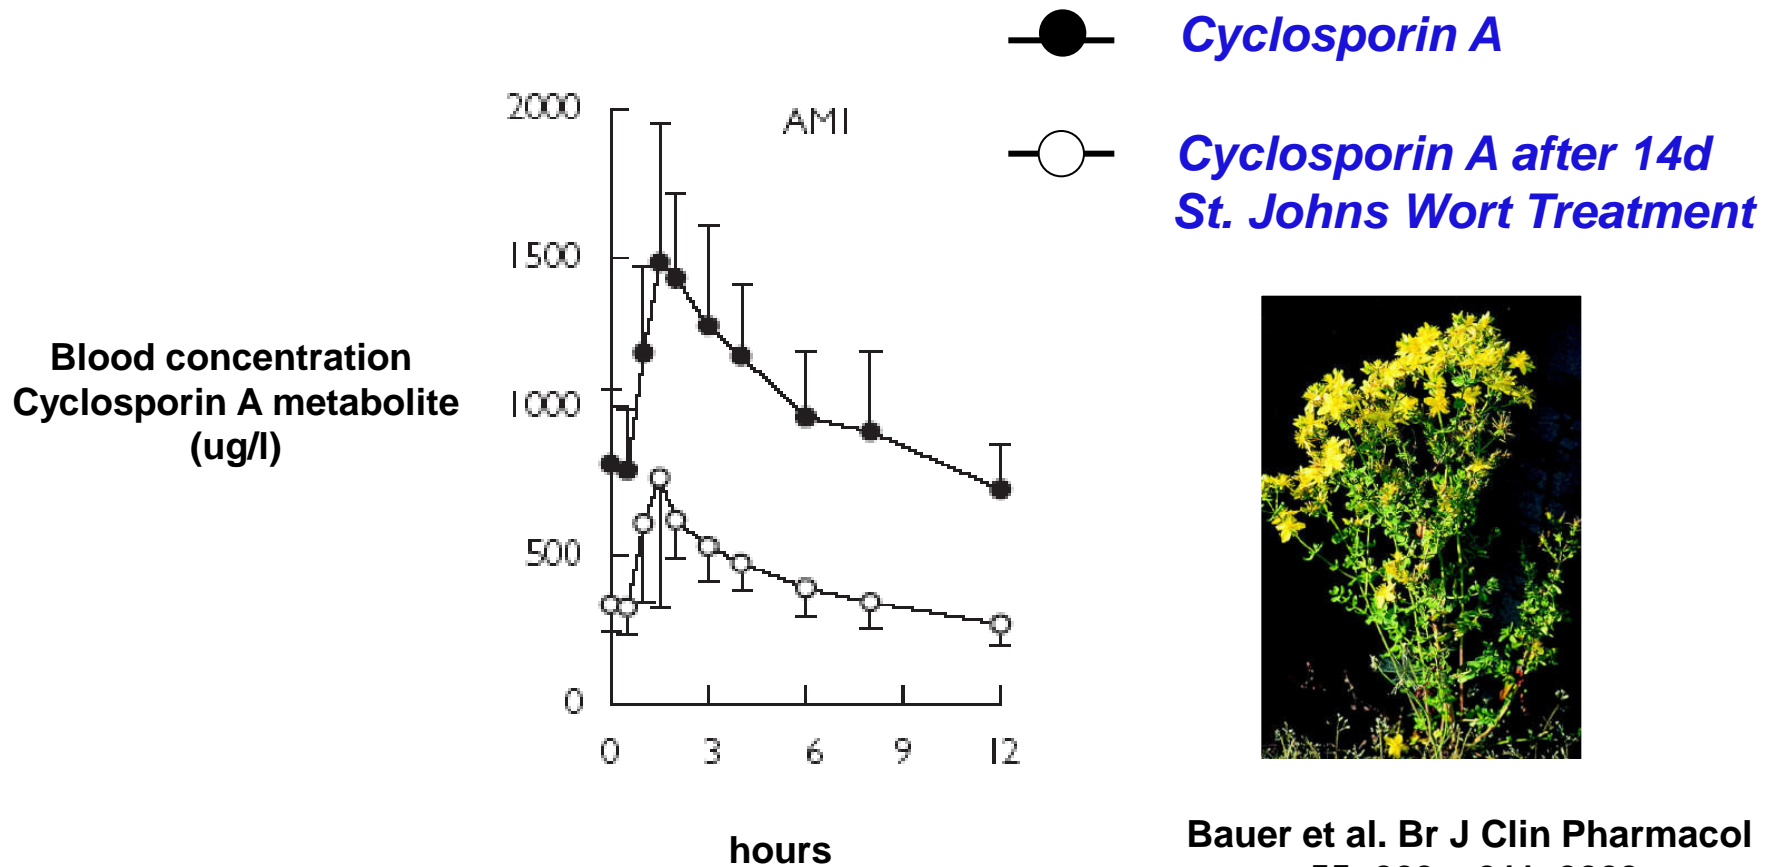 Cyclosporin A
Cyclosporin A after 14d
St. Johns Wort Treatment
AM1
2000
1500
1000
500
0
Blood concentration
Cyclosporin A metabolite
(ug/l)
0 3 6 9 12
hours
Bauer et al. Br J Clin Pharmacol